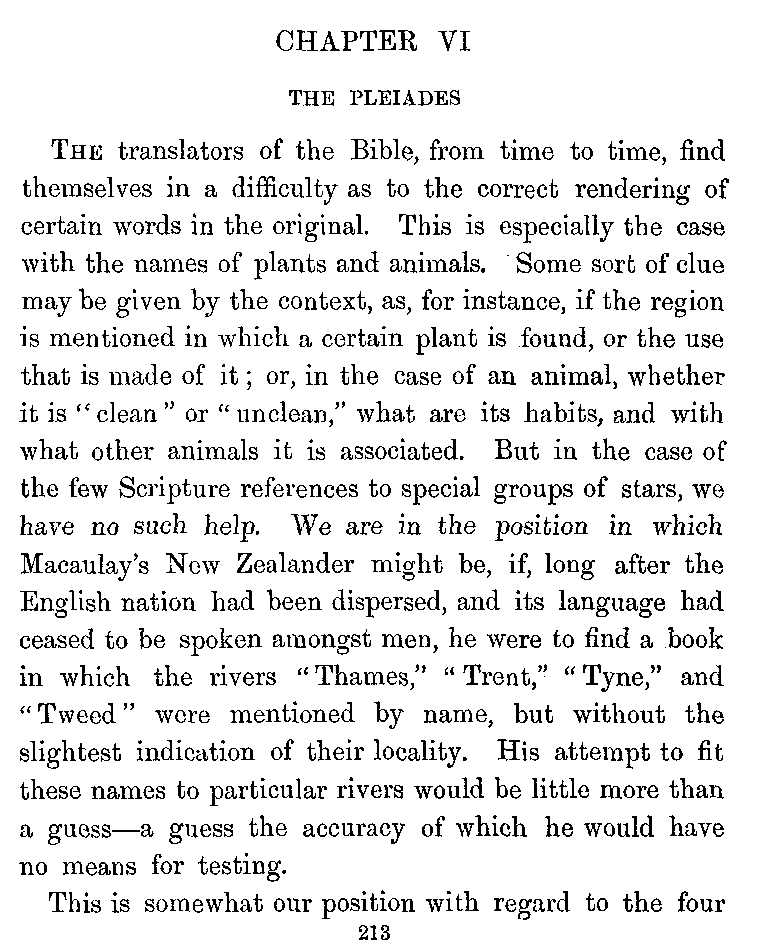 CHAPTER VI
THE PLEIADES
THE translators of the Bible, from time to time, find
themselves in a difficulty as to the correct rendering of
certain words in the original. This is especially the case
with the names of plants and animals. Some sort of clue
may be given by the context, as, for instance, if the region
is mentioned in which a certain plant is found, or the use
that is made of it; or, in the case of an animal, whether
it is "clean" or "unclean," what are its habits, and with
what other animals it is associated. But in the case of
the few Scripture references to special groups of stars, we
have no such help. We are in the position in which
Macaulay's New Zealander might be, if, long after the
English nation had been dispersed, and its language had
ceased to be spoken amongst men, he were to find a book
in which the rivers "Thames," "Trent," "Tyne," and
"Tweed" were mentioned by name, but without the
slightest indication of their locality. His attempt to fit
these names to particular rivers would be little more than
a guess—a guess the accuracy of which he would have
no means for testing.
This is somewhat our position with regard to the four
213